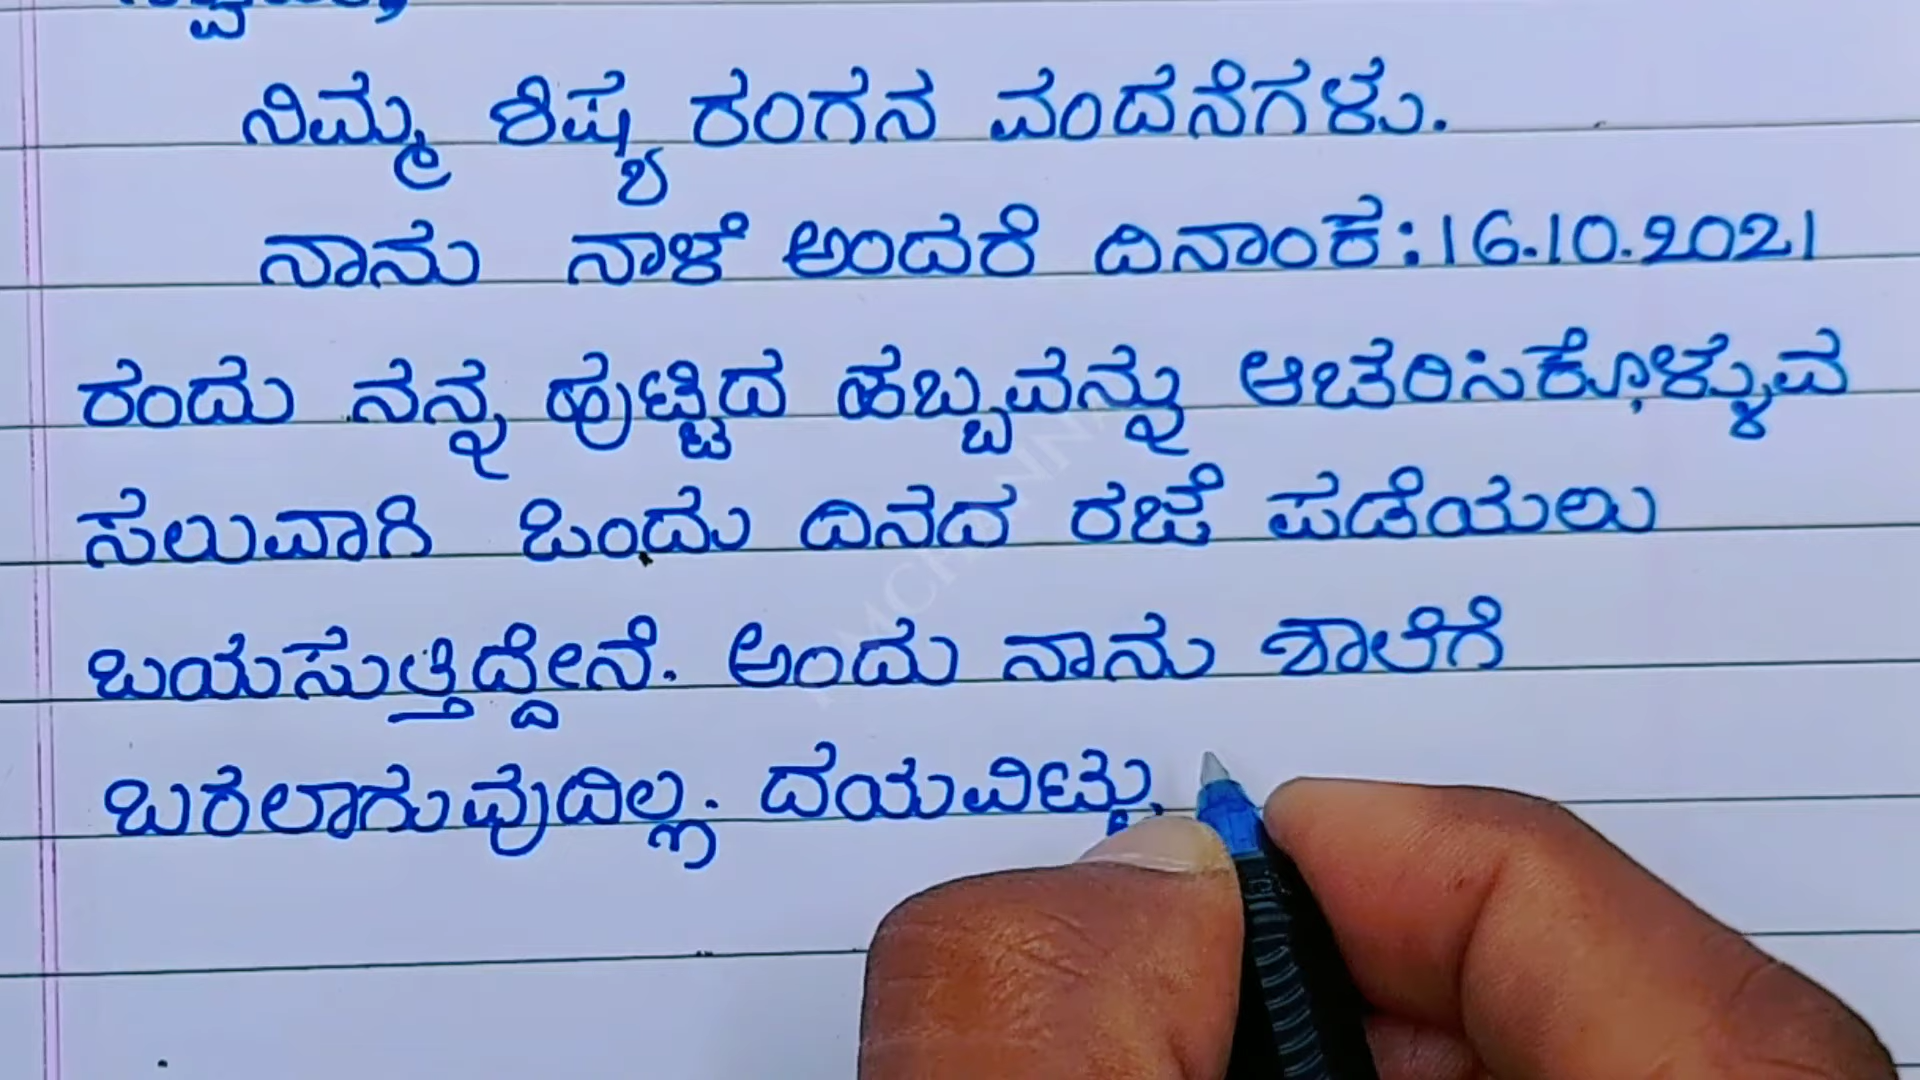 ನಿಮ್ಮ ಶಿಷ್ಯ ರಂಗನ ವಂದನೆಗಳು.
ನಾನು ನಾಳೆ ಅಂದರೆ ದಿನಾಂಕ:16.10.2021
ರಂದು ನನ್ನ ಹುಟ್ಟಿದ ಹಬ್ಬವನ್ನು ಆಚರಿಸಿಕೊಳ್ಳುವ
ಸಲುವಾಗಿ ಒಂದು ದಿನದ ರಜೆ ಪಡೆಯಲು
ಬಯಸುತ್ತಿದ್ದೇನೆ. ಅಂದು ನಾನು ಶಾಲೆಗೆ
ಬರಲಾಗುವುದಿಲ್ಲ. ದಯವಿಟ್ಟು